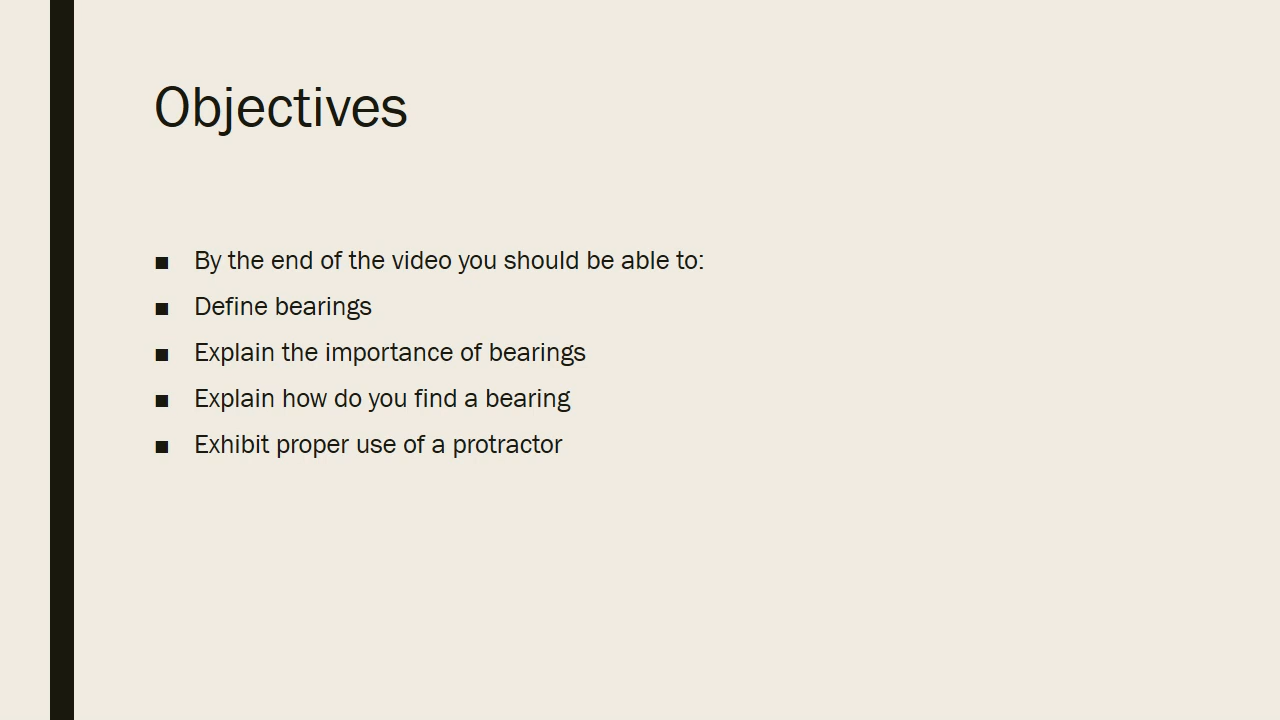 Objectives
■ By the end of the video you should be able to:
■ Define bearings
■ Explain the importance of bearings
■ Explain how do you find a bearing
■ Exhibit proper use of a protractor